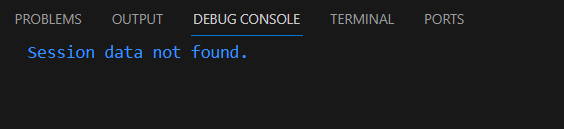 PROBLEMS OUTPUT DEBUG CONSOLE TERMINAL PORTS
Session data not found.